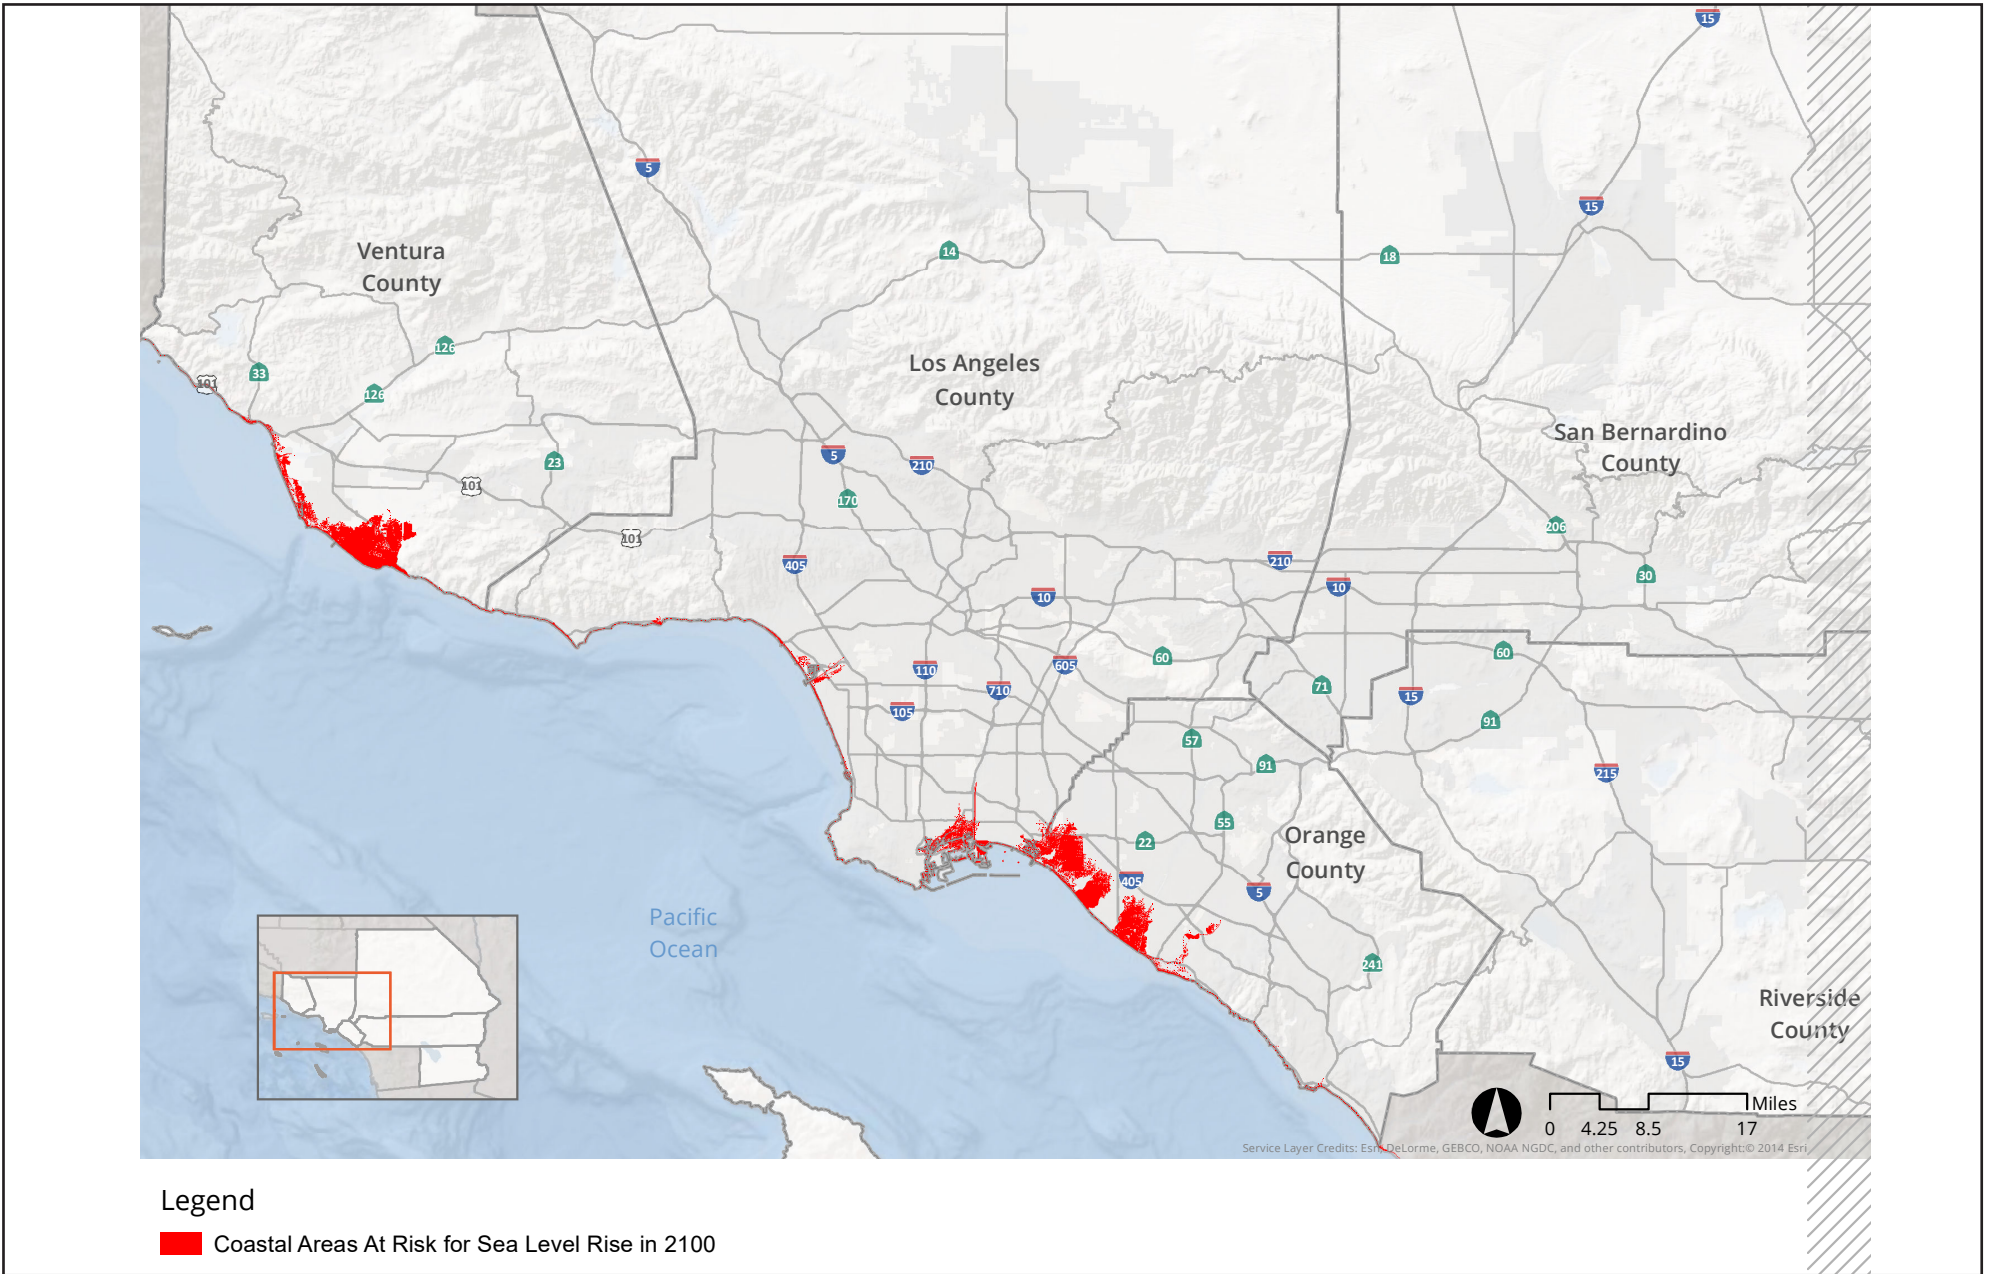 15
5
15
14
18
Ventura
County
126
Los Angeles
County
33
101
126
San Bernardino
County
5
210
23
101
170
206
101
405
210
30
10
10
60
60
110
605
71
15
710
105
91
57
91
215
55
22
Orange
County
405
5
Pacific
Ocean
241
Riverside
County
15
Miles
0 4.25 8.5 17
Service Layer Credits: Esri, DeLorme, GEBCO, NOAA NGDC, and other contributors, Copyright:© 2014 Esri
Legend
Coastal Areas At Risk for Sea Level Rise in 2100